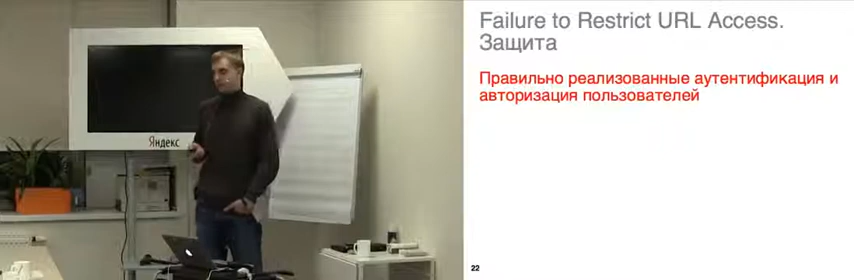 Яндекс
Failure to Restrict URL Access.
Защита
Правильно реализованные аутентификация и
авторизация пользователей
22